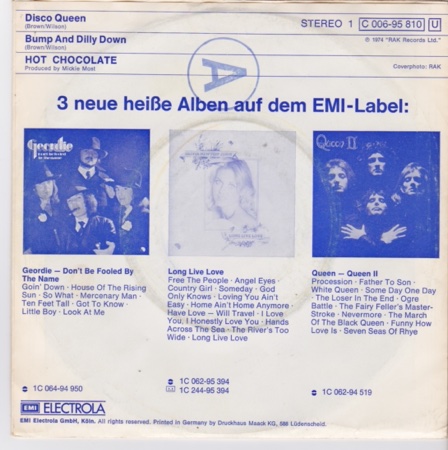 Disco Queen
(Brown/Wilson)
Bump And Dilly Down
(Brown/Wilson)
HOT CHOCOLATE
Produced by Mickie Most
STEREO 1 C 006-95 810 U
℗ 1974 "RAK Records Ltd."
Coverphoto: RAK
A
3 neue heiße Alben auf dem EMI-Label:
Geordie
Queen II
Geordie — Don't Be Fooled By
The Name
Goin' Down · House Of The Rising
Sun · So What · Mercenary Man ·
Ten Feet Tall · Got To Know ·
Little Boy · Look At Me
1C 064-94 950
Long Live Love
Free The People · Angel Eyes ·
Country Girl · Someday · God
Only Knows · Loving You Ain't
Easy · Home Ain't Home Anymore ·
Have Love — Will Travel · I Love
You, I Honestly Love You · Hands
Across The Sea · The River's Too
Wide · Long Live Love
1C 062-95 394
1C 244-95 394
Queen — Queen II
Procession · Father To Son ·
White Queen · Some Day One Day
· The Loser In The End · Ogre
Battle · The Fairy Feller's Master-
Stroke · Nevermore · The March
Of The Black Queen · Funny How
Love Is · Seven Seas Of Rhye
1C 062-94 519
EMI ELECTROLA
EMI Electrola GmbH, Köln. All rights reserved. Printed in Germany by Druckhaus Maack KG, 588 Lüdenscheid.